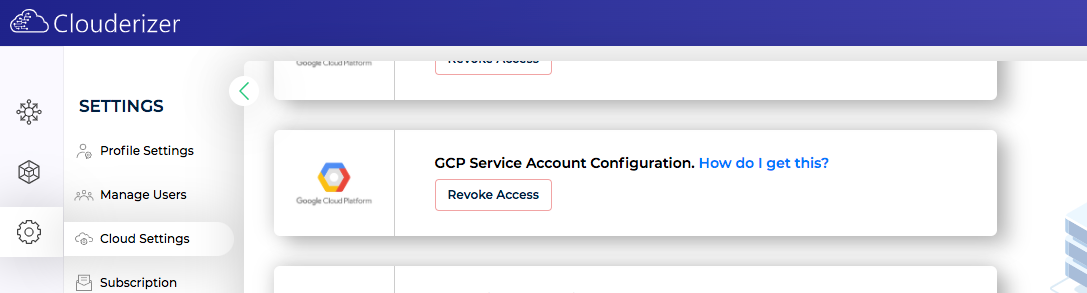 Clouderizer
SETTINGS
Profile Settings
Manage Users
Cloud Settings
Subscription
Google Cloud Platform
Revoke Access
GCP Service Account Configuration. How do I get this?
Google Cloud Platform
Revoke Access